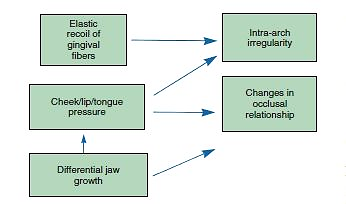 Elastic
recoil of
gingival
fibers
Intra-arch
irregularity
Cheek/lip/tongue
pressure
Changes in
occlusal
relationship
Differential jaw
growth